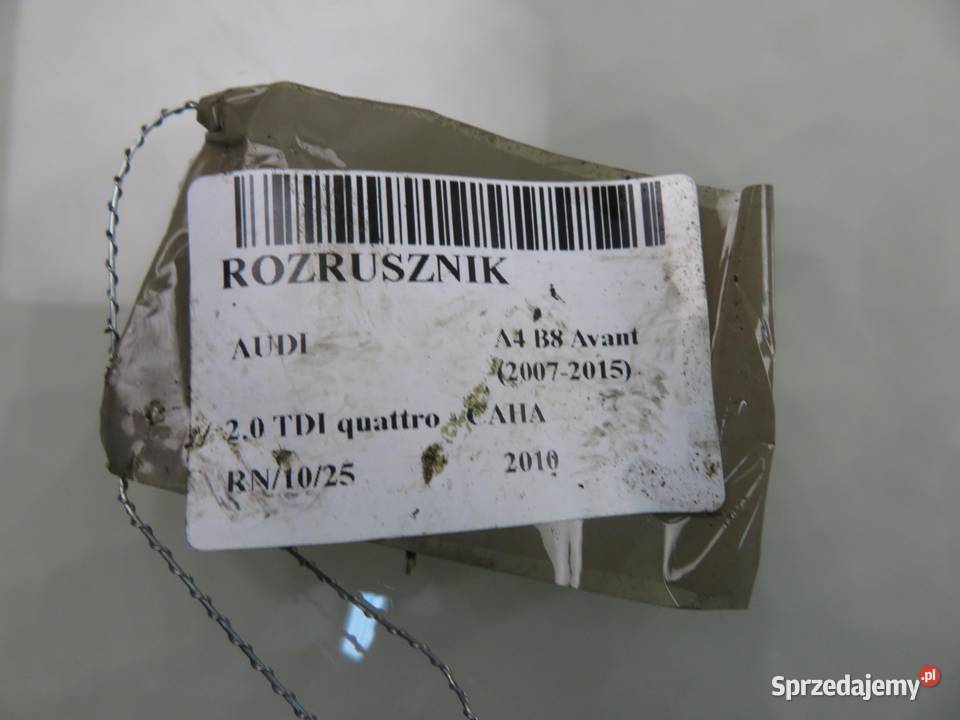 ROZRUSZNIK
AUDI
A4 B8 Avant
(2007-2015)
2.0 TDI quattro CAHA
RN/10/25
2010
Sprzedajemy.pl